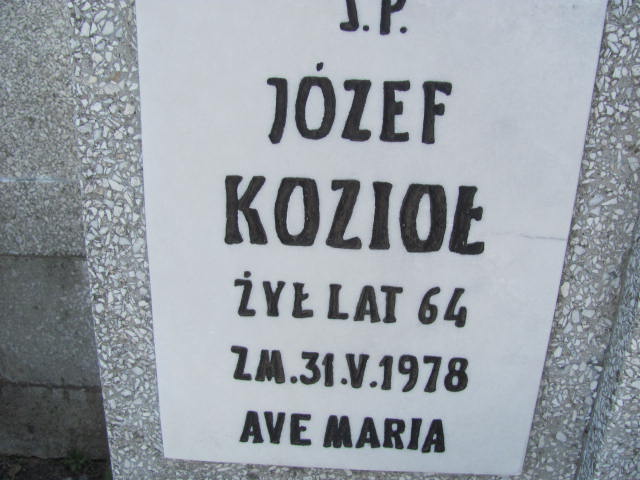 Ś.P.
JÓZEF
KOZIOŁ
ŻYŁ LAT 64
ZM.31.V.1978
AVE MARIA